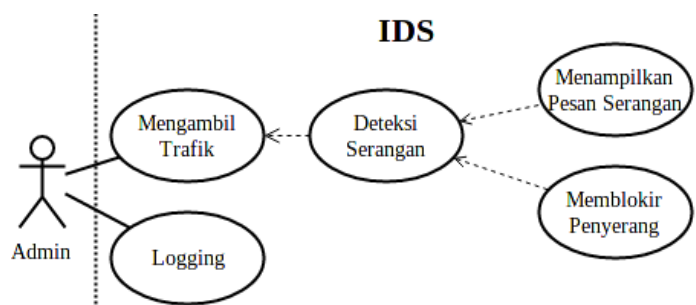 IDS
Admin
Mengambil
Trafik
Logging
Deteksi
Serangan
Menampilkan
Pesan Serangan
Memblokir
Penyerang